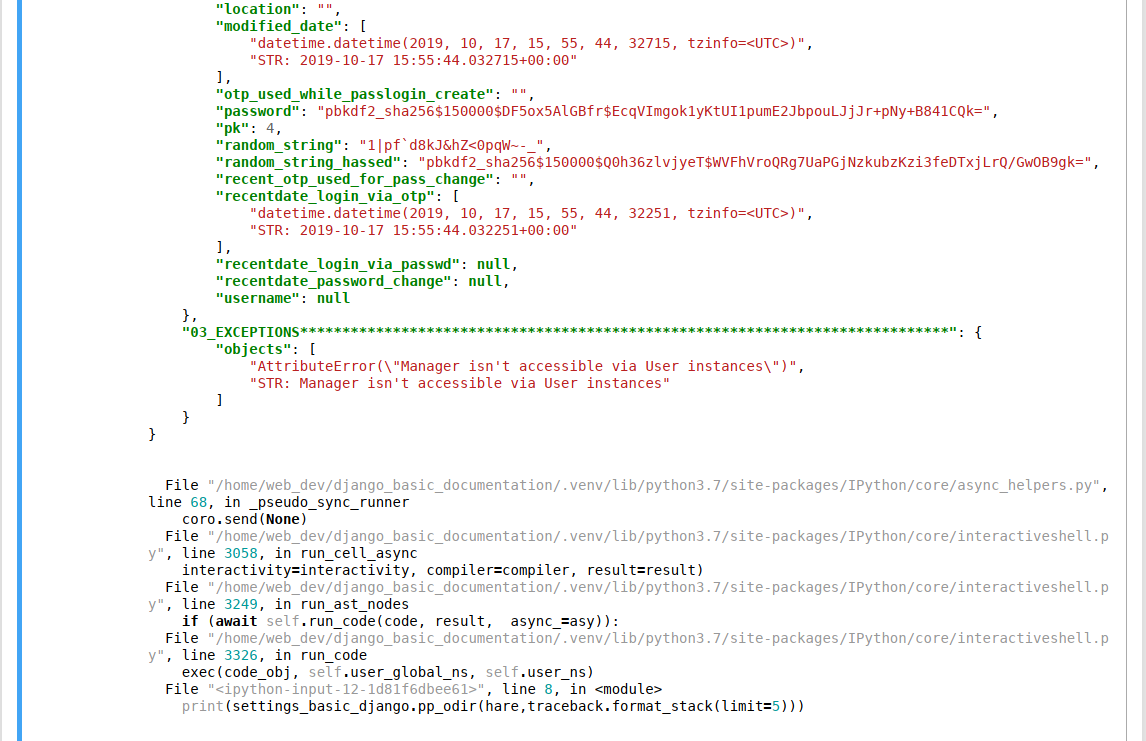 "location": "",
"modified_date": [
"datetime.datetime(2019, 10, 17, 15, 55, 44, 32715, tzinfo=<UTC>)",
"STR: 2019-10-17 15:55:44.032715+00:00"
],
"otp_used_while_passlogin_create": "",
"password": "pbkdf2_sha256$150000$DF5ox5AlGBfr$EcqVImgok1yKtUI1pumE2JbpouLJjJr+pNy+B841CQk=",
"pk": 4,
"random_string": "1|pf`d8kJ&hZ<0pqW~-_",
"random_string_hassed": "pbkdf2_sha256$150000$Q0h36zlvjyeT$WVFhVroQRg7UaPGjNzkubzKzi3feDTxjLrQ/GwOB9gk=",
"recent_otp_used_for_pass_change": "",
"recentdate_login_via_otp": [
"datetime.datetime(2019, 10, 17, 15, 55, 44, 32251, tzinfo=<UTC>)",
"STR: 2019-10-17 15:55:44.032251+00:00"
],
"recentdate_login_via_passwd": null,
"recentdate_password_change": null,
"username": null
},
"03_EXCEPTIONS*****************************************************************************": {
"objects": [
"AttributeError(\"Manager isn't accessible via User instances\")",
"STR: Manager isn't accessible via User instances"
]
}
}
File "/home/web_dev/django_basic_documentation/.venv/lib/python3.7/site-packages/IPython/core/async_helpers.py",
line 68, in _pseudo_sync_runner
coro.send(None)
File "/home/web_dev/django_basic_documentation/.venv/lib/python3.7/site-packages/IPython/core/interactiveshell.p
y", line 3058, in run_cell_async
interactivity=interactivity, compiler=compiler, result=result)
File "/home/web_dev/django_basic_documentation/.venv/lib/python3.7/site-packages/IPython/core/interactiveshell.p
y", line 3249, in run_ast_nodes
if (await self.run_code(code, result,  async_=asy)):
File "/home/web_dev/django_basic_documentation/.venv/lib/python3.7/site-packages/IPython/core/interactiveshell.p
y", line 3326, in run_code
exec(code_obj, self.user_global_ns, self.user_ns)
File "<ipython-input-12-1d81f6dbee61>", line 8, in <module>
print(settings_basic_django.pp_odir(hare,traceback.format_stack(limit=5)))